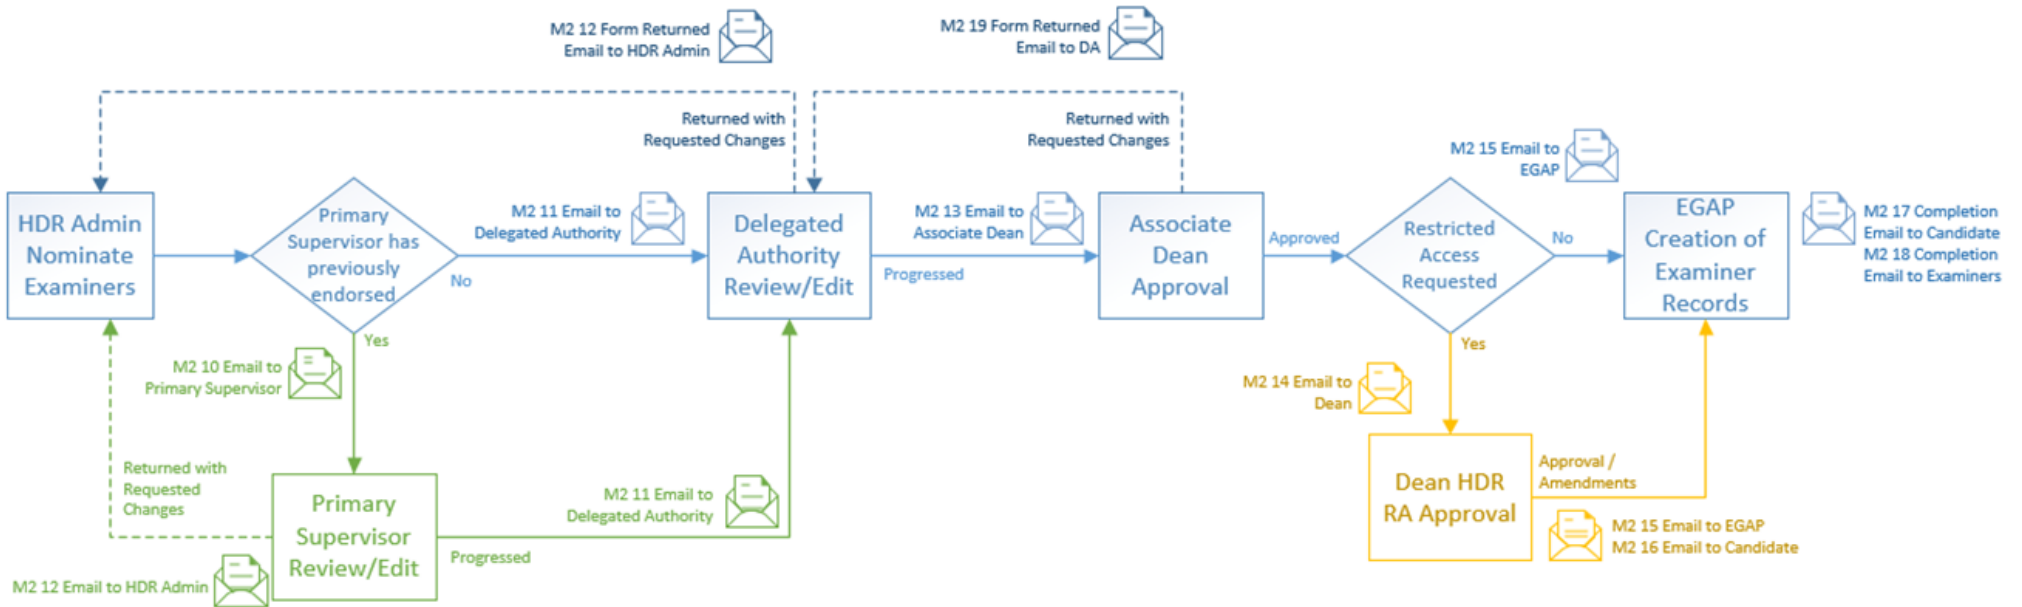 M2 12 Form Returned
Email to HDR Admin
M2 19 Form Returned
Email to DA
Returned with
Requested Changes
Returned with
Requested Changes
M2 15 Email to
EGAP
HDR Admin
Nominate
Examiners
Primary
Supervisor has
previously
endorsed
No
M2 11 Email to
Delegated Authority
Delegated
Authority
Review/Edit
M2 13 Email to
Associate Dean
Progressed
Associate
Dean
Approval
Approved
Restricted
Access
Requested
No
EGAP
Creation of
Examiner
Records
M2 17 Completion
Email to Candidate
M2 18 Completion
Email to Examiners
Yes
M2 10 Email to
Primary Supervisor
Yes
M2 14 Email to
Dean
Returned with
Requested
Changes
Primary
Supervisor
Review/Edit
M2 11 Email to
Delegated Authority
Progressed
M2 12 Email to HDR Admin
Dean HDR
RA Approval
Approval /
Amendments
M2 15 Email to EGAP
M2 16 Email to Candidate